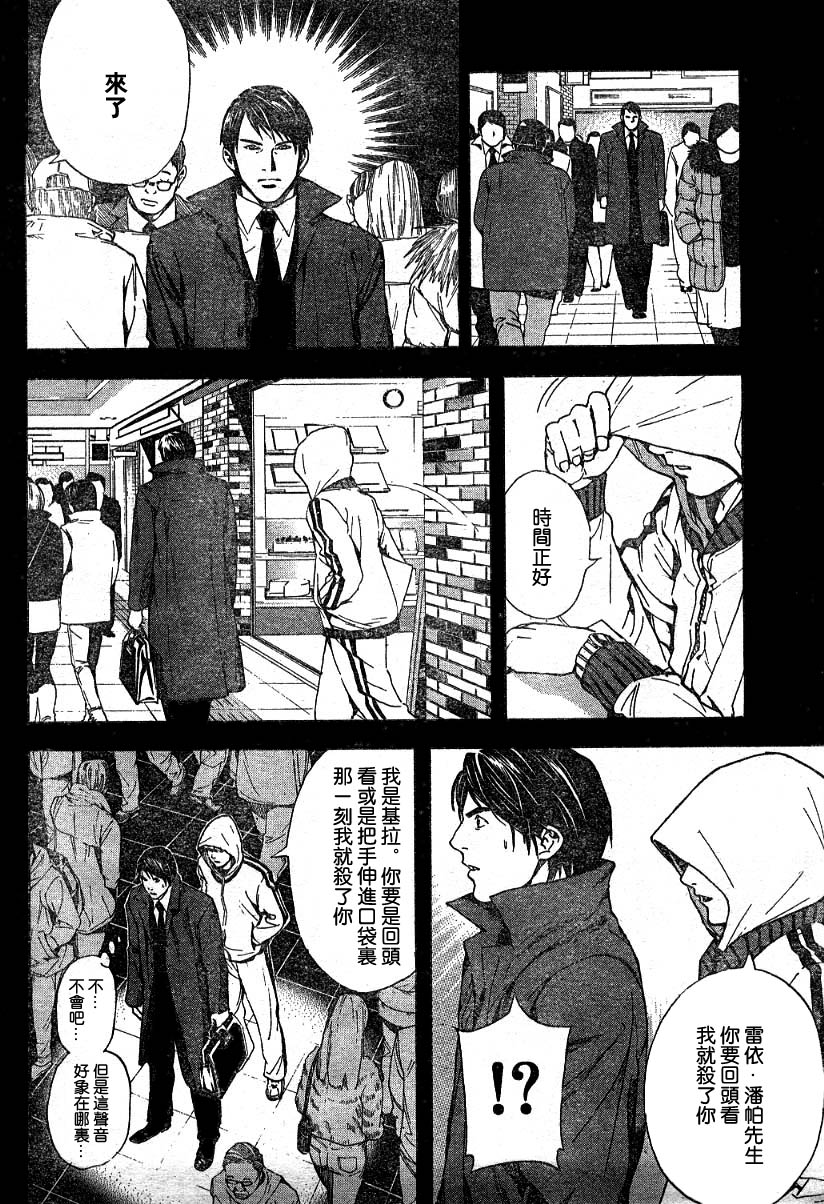 來了
時間正好
雷依·潘帕先生
你要回頭看
我就殺了你
!?
我是基拉。你要是回頭
看或是把手伸進口袋裏
那一刻我就殺了你
不…
不會吧…
但是這聲音
好象在哪裏…